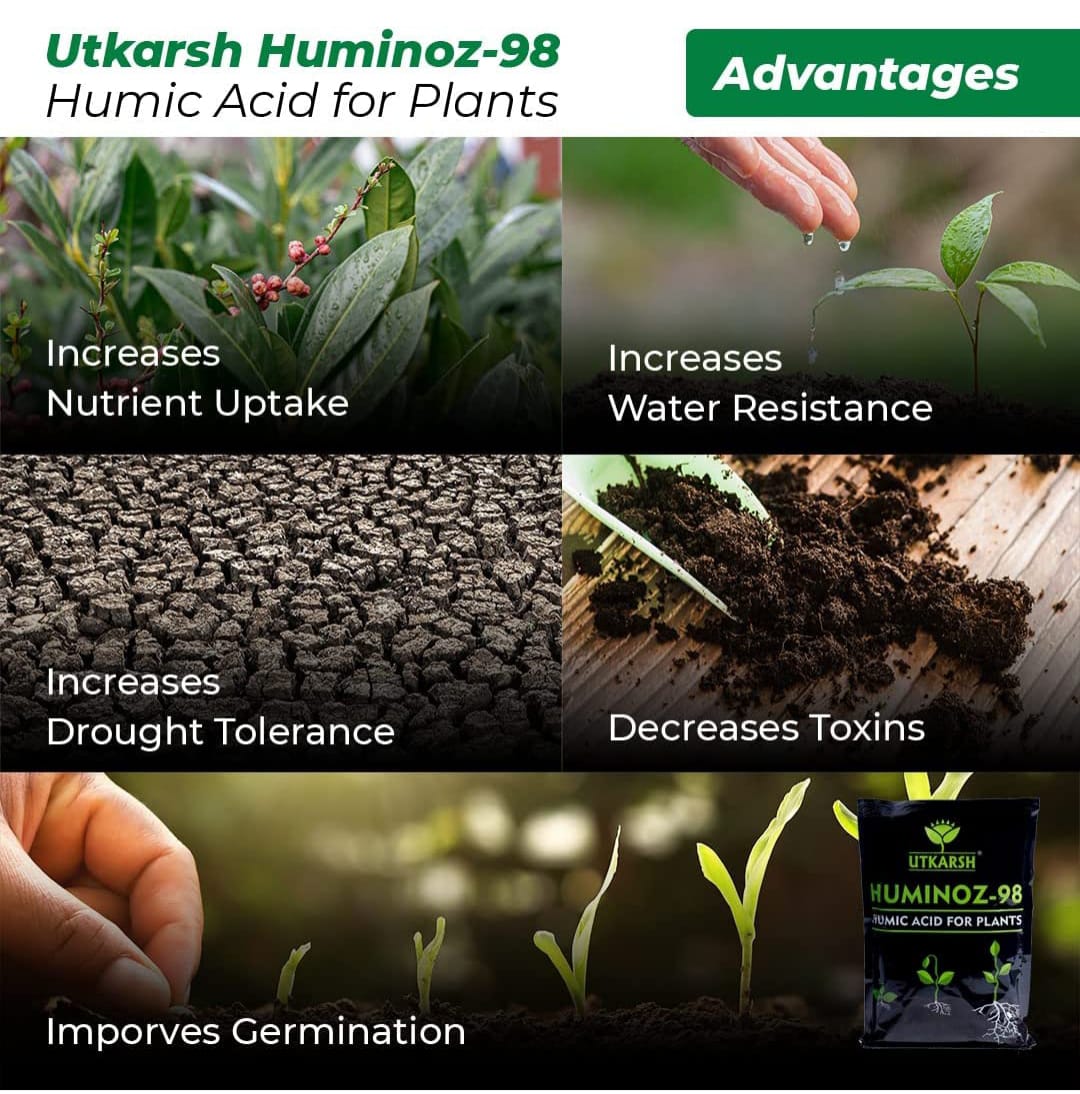 Utkarsh Huminoz-98
Humic Acid for Plants
Advantages
Increases
Nutrient Uptake
Increases
Water Resistance
Increases
Drought Tolerance
Decreases Toxins
Imporves Germination
UTKARSH®
HUMINOZ-98
HUMIC ACID FOR PLANTS